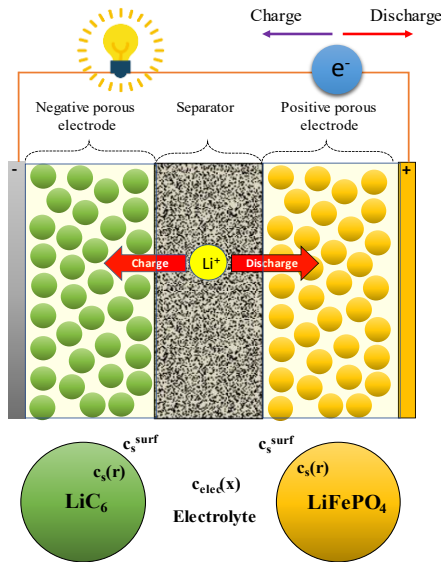 Charge Discharge
e⁻
Negative porous electrode
Separator
Positive porous electrode
- +
Charge Li⁺ Discharge
cₛˢᵘʳᶠ cₛˢᵘʳᶠ
cₛ(r) cₛ(r)
LiC₆ cₑₗₑc(x) LiFePO₄
Electrolyte